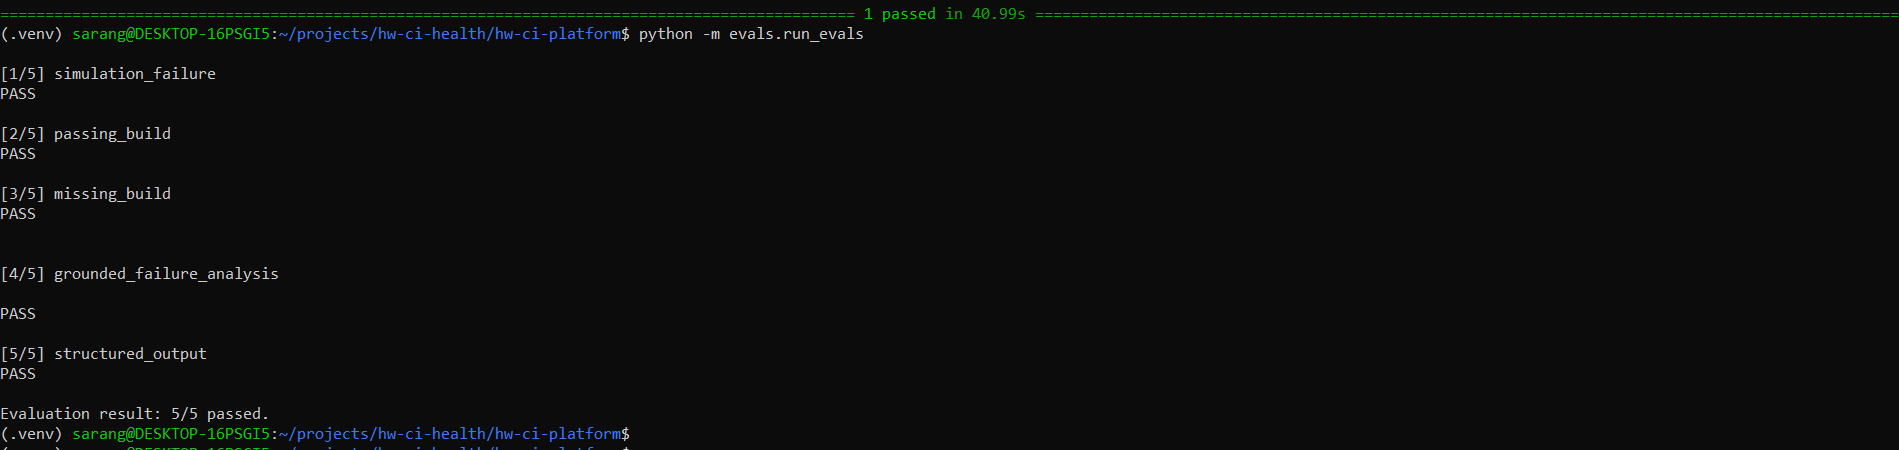 =============================================================================================== 1 passed in 40.99s ================================================================================================
(.venv) sarang@DESKTOP-16PSGI5:~/projects/hw-ci-health/hw-ci-platform$ python -m evals.run_evals
[1/5] simulation_failure
PASS
[2/5] passing_build
PASS
[3/5] missing_build
PASS
[4/5] grounded_failure_analysis
PASS
[5/5] structured_output
PASS
Evaluation result: 5/5 passed.
(.venv) sarang@DESKTOP-16PSGI5:~/projects/hw-ci-health/hw-ci-platform$